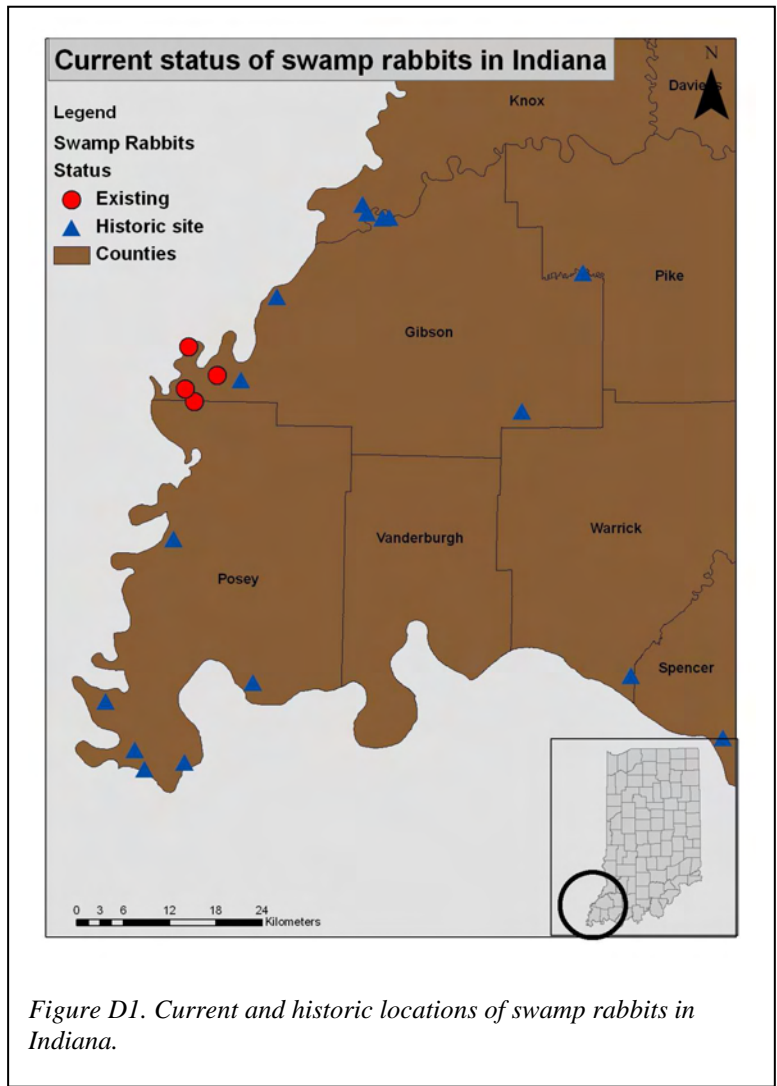 Current status of swamp rabbits in Indiana
N
Legend
Swamp Rabbits
Status
Existing
Historic site
Counties
Knox
Daviess
Pike
Gibson
Warrick
Vanderburgh
Posey
Spencer
0 3 6 12 18 24
Kilometers
Figure D1. Current and historic locations of swamp rabbits in
Indiana.